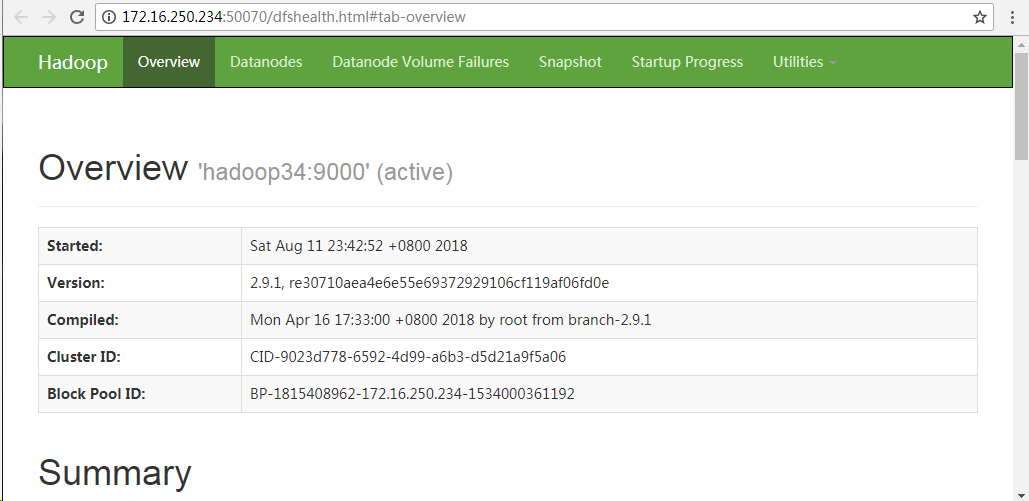 172.16.250.234:50070/dfshealth.html#tab-overview
Hadoop Overview Datanodes Datanode Volume Failures Snapshot Startup Progress Utilities
Overview 'hadoop34:9000' (active)
Started: Sat Aug 11 23:42:52 +0800 2018
Version: 2.9.1, re30710aea4e6e55e69372929106cf119af06fd0e
Compiled: Mon Apr 16 17:33:00 +0800 2018 by root from branch-2.9.1
Cluster ID: CID-9023d778-6592-4d99-a6b3-d5d21a9f5a06
Block Pool ID: BP-1815408962-172.16.250.234-1534000361192
Summary